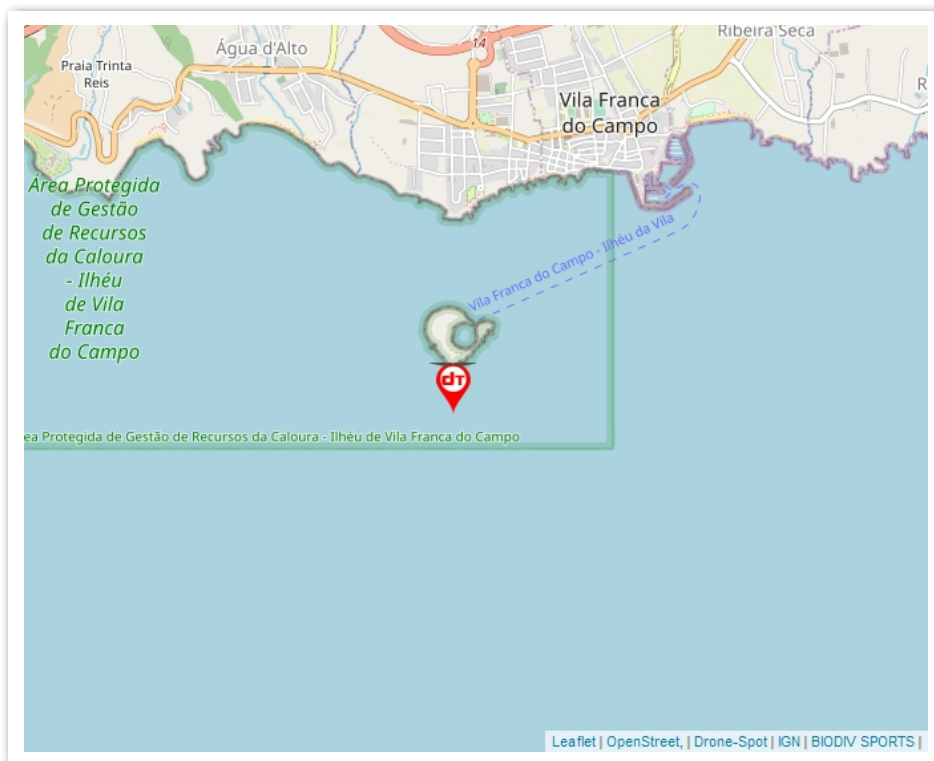 14
Ribeira Seca
Água d'Alto
Praia Trinta
Reis
R
Vila Franca
do Campo
Área Protegida
de Gestão
de Recursos
da Caloura
- Ilhéu
de Vila
Franca
do Campo
Vila Franca do Campo - Ilhéu da Vila
dT
ea Protegida de Gestão de Recursos da Caloura - Ilhéu de Vila Franca do Campo
Leaflet | OpenStreet, | Drone-Spot | IGN | BIODIV SPORTS |